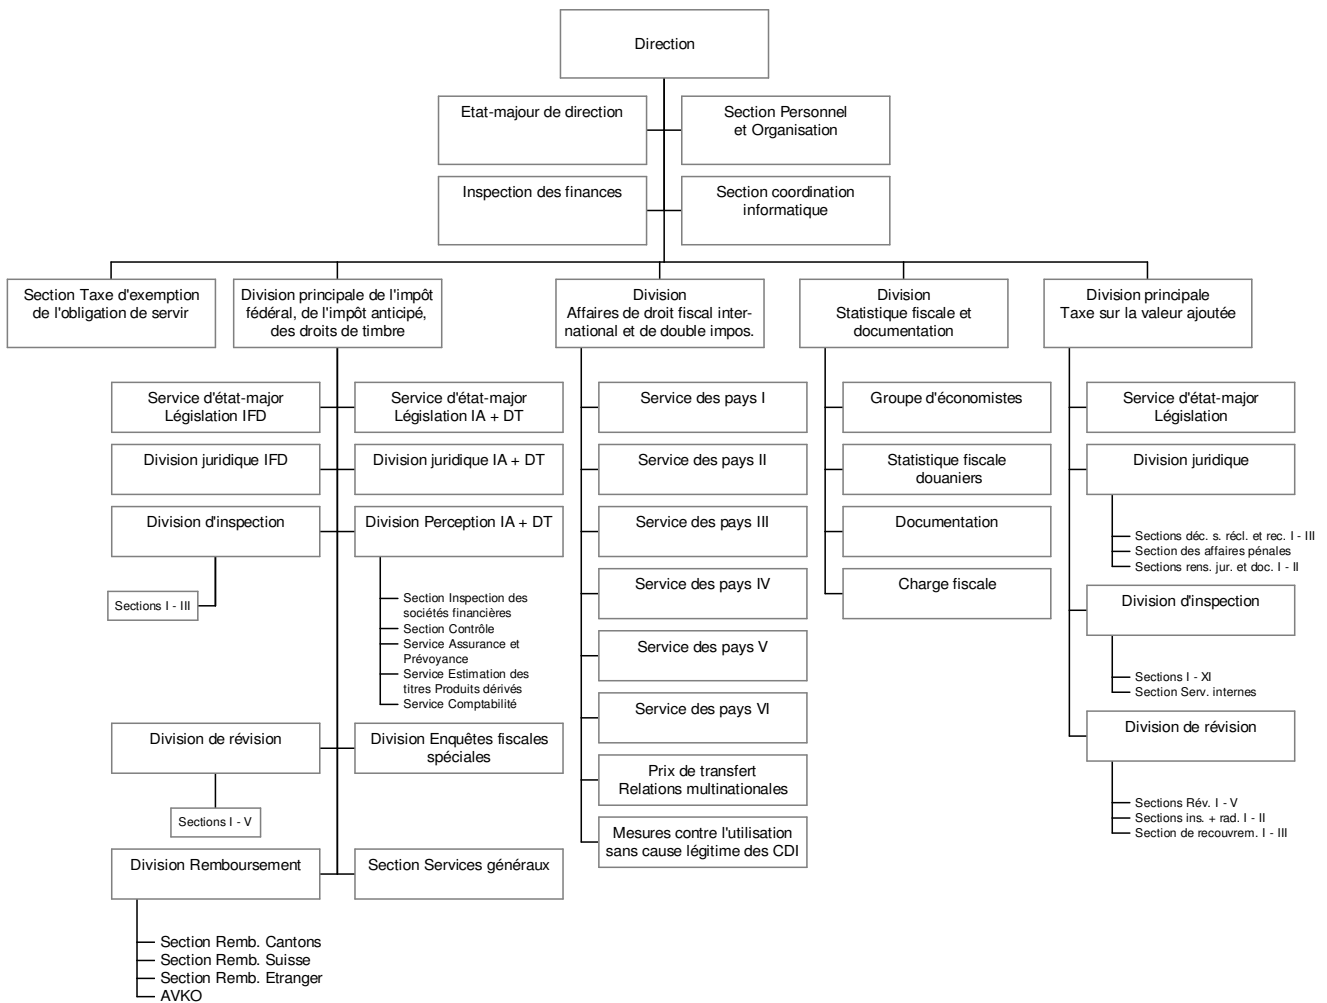 Direction
Etat-majour de direction
Section Personnel
et Organisation
Inspection des finances
Section coordination
informatique
Section Taxe d'exemption
de l'obligation de servir
Division principale de l'impôt
fédéral, de l'impôt anticipé,
des droits de timbre
Division
Affaires de droit fiscal inter-
national et de double impos.
Division
Statistique fiscale et
documentation
Division principale
Taxe sur la valeur ajoutée
Service d'état-major
Législation IFD
Service d'état-major
Législation IA + DT
Division juridique IFD
Division juridique IA + DT
Division d'inspection
Division Perception IA + DT
Sections I - III
Section Inspection des
sociétés financières
Section Contrôle
Service Assurance et
Prévoyance
Service Estimation des
titres Produits dérivés
Service Comptabilité
Division de révision
Division Enquêtes fiscales
spéciales
Sections I - V
Division Remboursement
Section Services généraux
Section Remb. Cantons
Section Remb. Suisse
Section Remb. Etranger
AVKO
Service des pays I
Service des pays II
Service des pays III
Service des pays IV
Service des pays V
Service des pays VI
Prix de transfert
Relations multinationales
Mesures contre l'utilisation
sans cause légitime des CDI
Groupe d'économistes
Statistique fiscale
douaniers
Documentation
Charge fiscale
Service d'état-major
Législation
Division juridique
Sections déc. s. récl. et rec. I - III
Section des affaires pénales
Sections rens. jur. et doc. I - II
Division d'inspection
Sections I - XI
Section Serv. internes
Division de révision
Sections Rév. I - V
Sections ins. + rad. I - II
Section de recouvrem. I - III